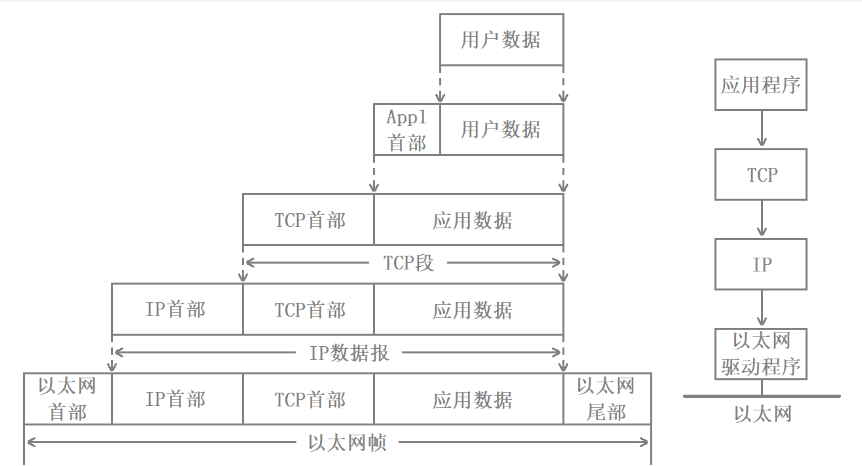 用户数据
Appl
首部
用户数据
TCP首部
应用数据
TCP段
IP首部
TCP首部
应用数据
IP数据报
以太网
首部
IP首部
TCP首部
应用数据
以太网
尾部
以太网帧
应用程序
TCP
IP
以太网
驱动程序
以太网